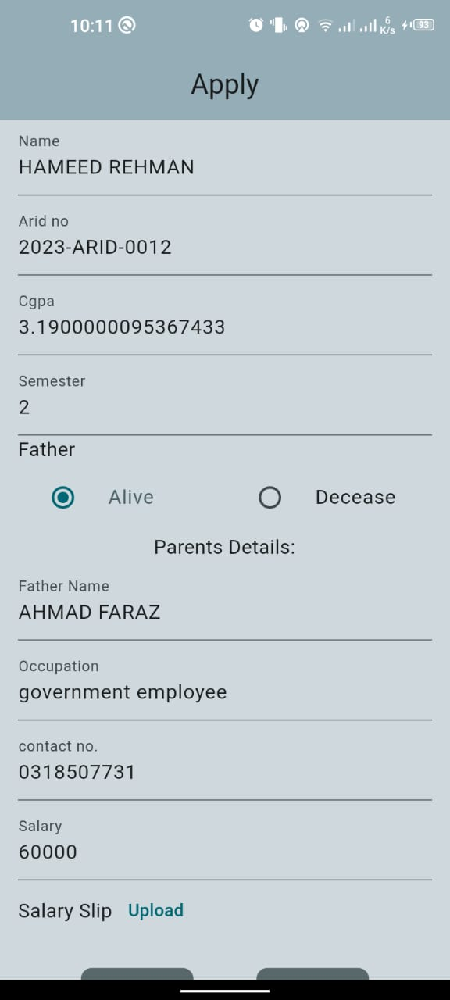 10:11 6 K/s 93
Apply
Name
HAMEED REHMAN
Arid no
2023-ARID-0012
Cgpa
3.1900000095367433
Semester
2
Father
Alive Decease
Parents Details:
Father Name
AHMAD FARAZ
Occupation
government employee
contact no.
0318507731
Salary
60000
Salary Slip Upload